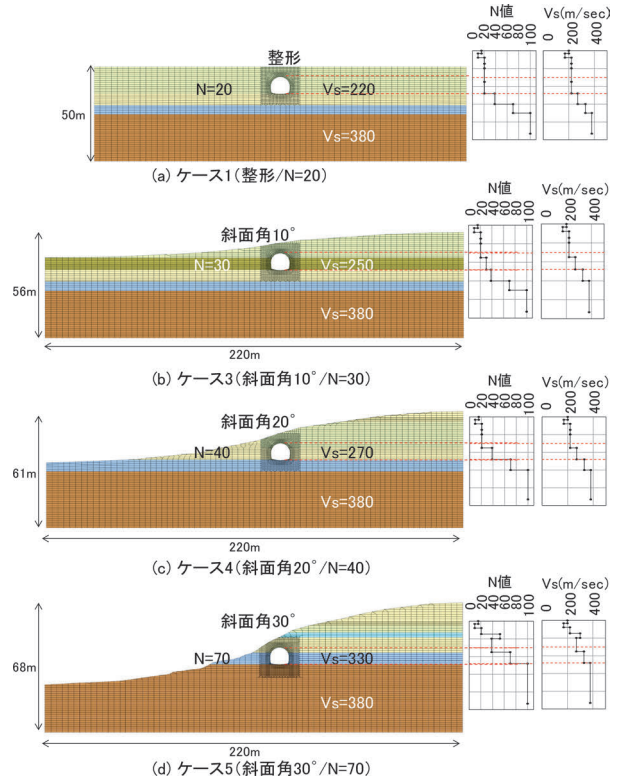 整形
N値
Vs(m/sec)
0 20 40 60 80 100
0 200 400
50m
N=20
Vs=220
Vs=380
(a) ケース1(整形/N=20)
斜面角10°
N値
Vs(m/sec)
0 20 40 60 80 100
0 200 400
56m
N=30
Vs=250
Vs=380
220m
(b) ケース3(斜面角10°/N=30)
斜面角20°
N値
Vs(m/sec)
0 20 40 60 80 100
0 200 400
61m
N=40
Vs=270
Vs=380
220m
(c) ケース4(斜面角20°/N=40)
斜面角30°
N値
Vs(m/sec)
0 20 40 60 80 100
0 200 400
68m
N=70
Vs=330
Vs=380
220m
(d) ケース5(斜面角30°/N=70)